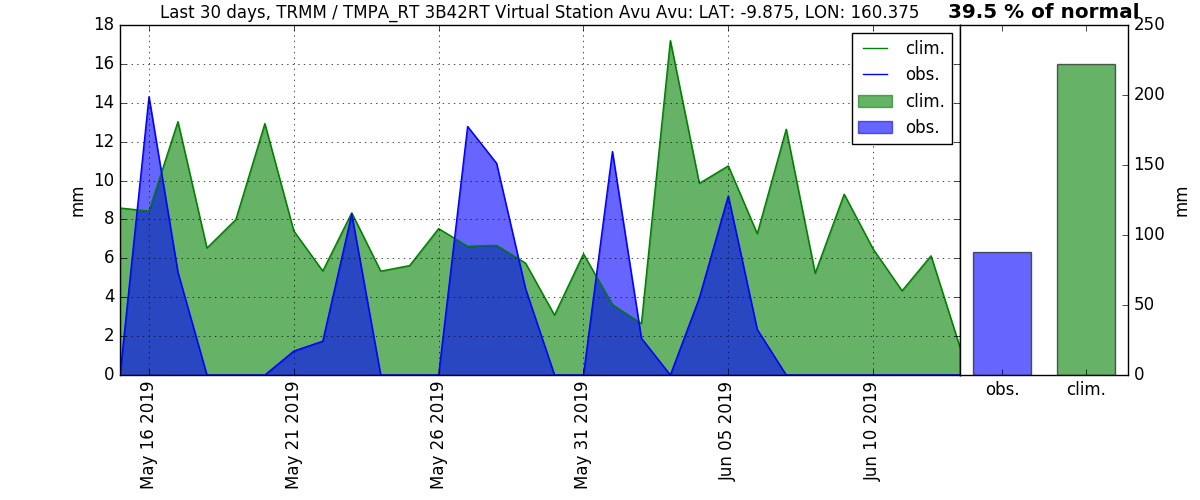 Last 30 days, TRMM / TMPA_RT 3B42RT Virtual Station Avu Avu: LAT: -9.875, LON: 160.375
39.5 % of normal
18
16
14
12
10
8
6
4
2
0
mm
clim.
obs.
clim.
obs.
May 16 2019
May 21 2019
May 26 2019
May 31 2019
Jun 05 2019
Jun 10 2019
250
200
150
100
50
0
mm
obs.
clim.